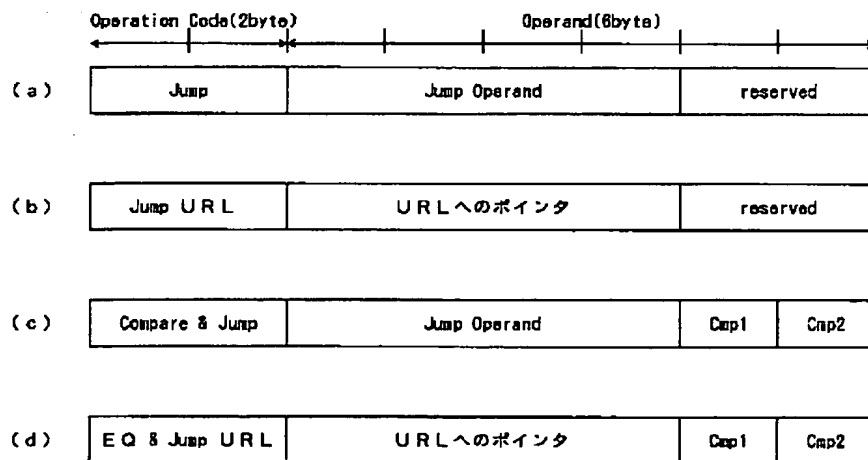 Operation Code(2byte) Operand(6byte)
(a) Jump Jump Operand reserved
(b) Jump URL URLへのポインタ reserved
(c) Compare & Jump Jump Operand Cmp1 Cmp2
(d) EQ & Jump URL URLへのポインタ Cmp1 Cmp2